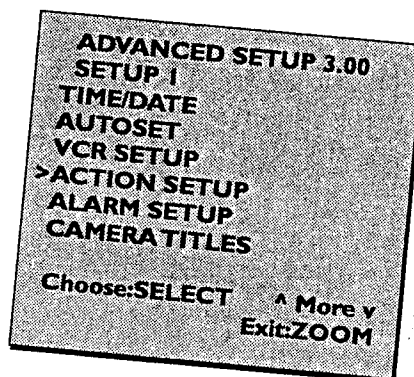 ADVANCED SETUP 3.00
SETUP 1
TIME/DATE
AUTOSET
VCR SETUP
>ACTION SETUP
ALARM SETUP
CAMERA TITLES
Choose:SELECT ^ More v
Exit:ZOOM